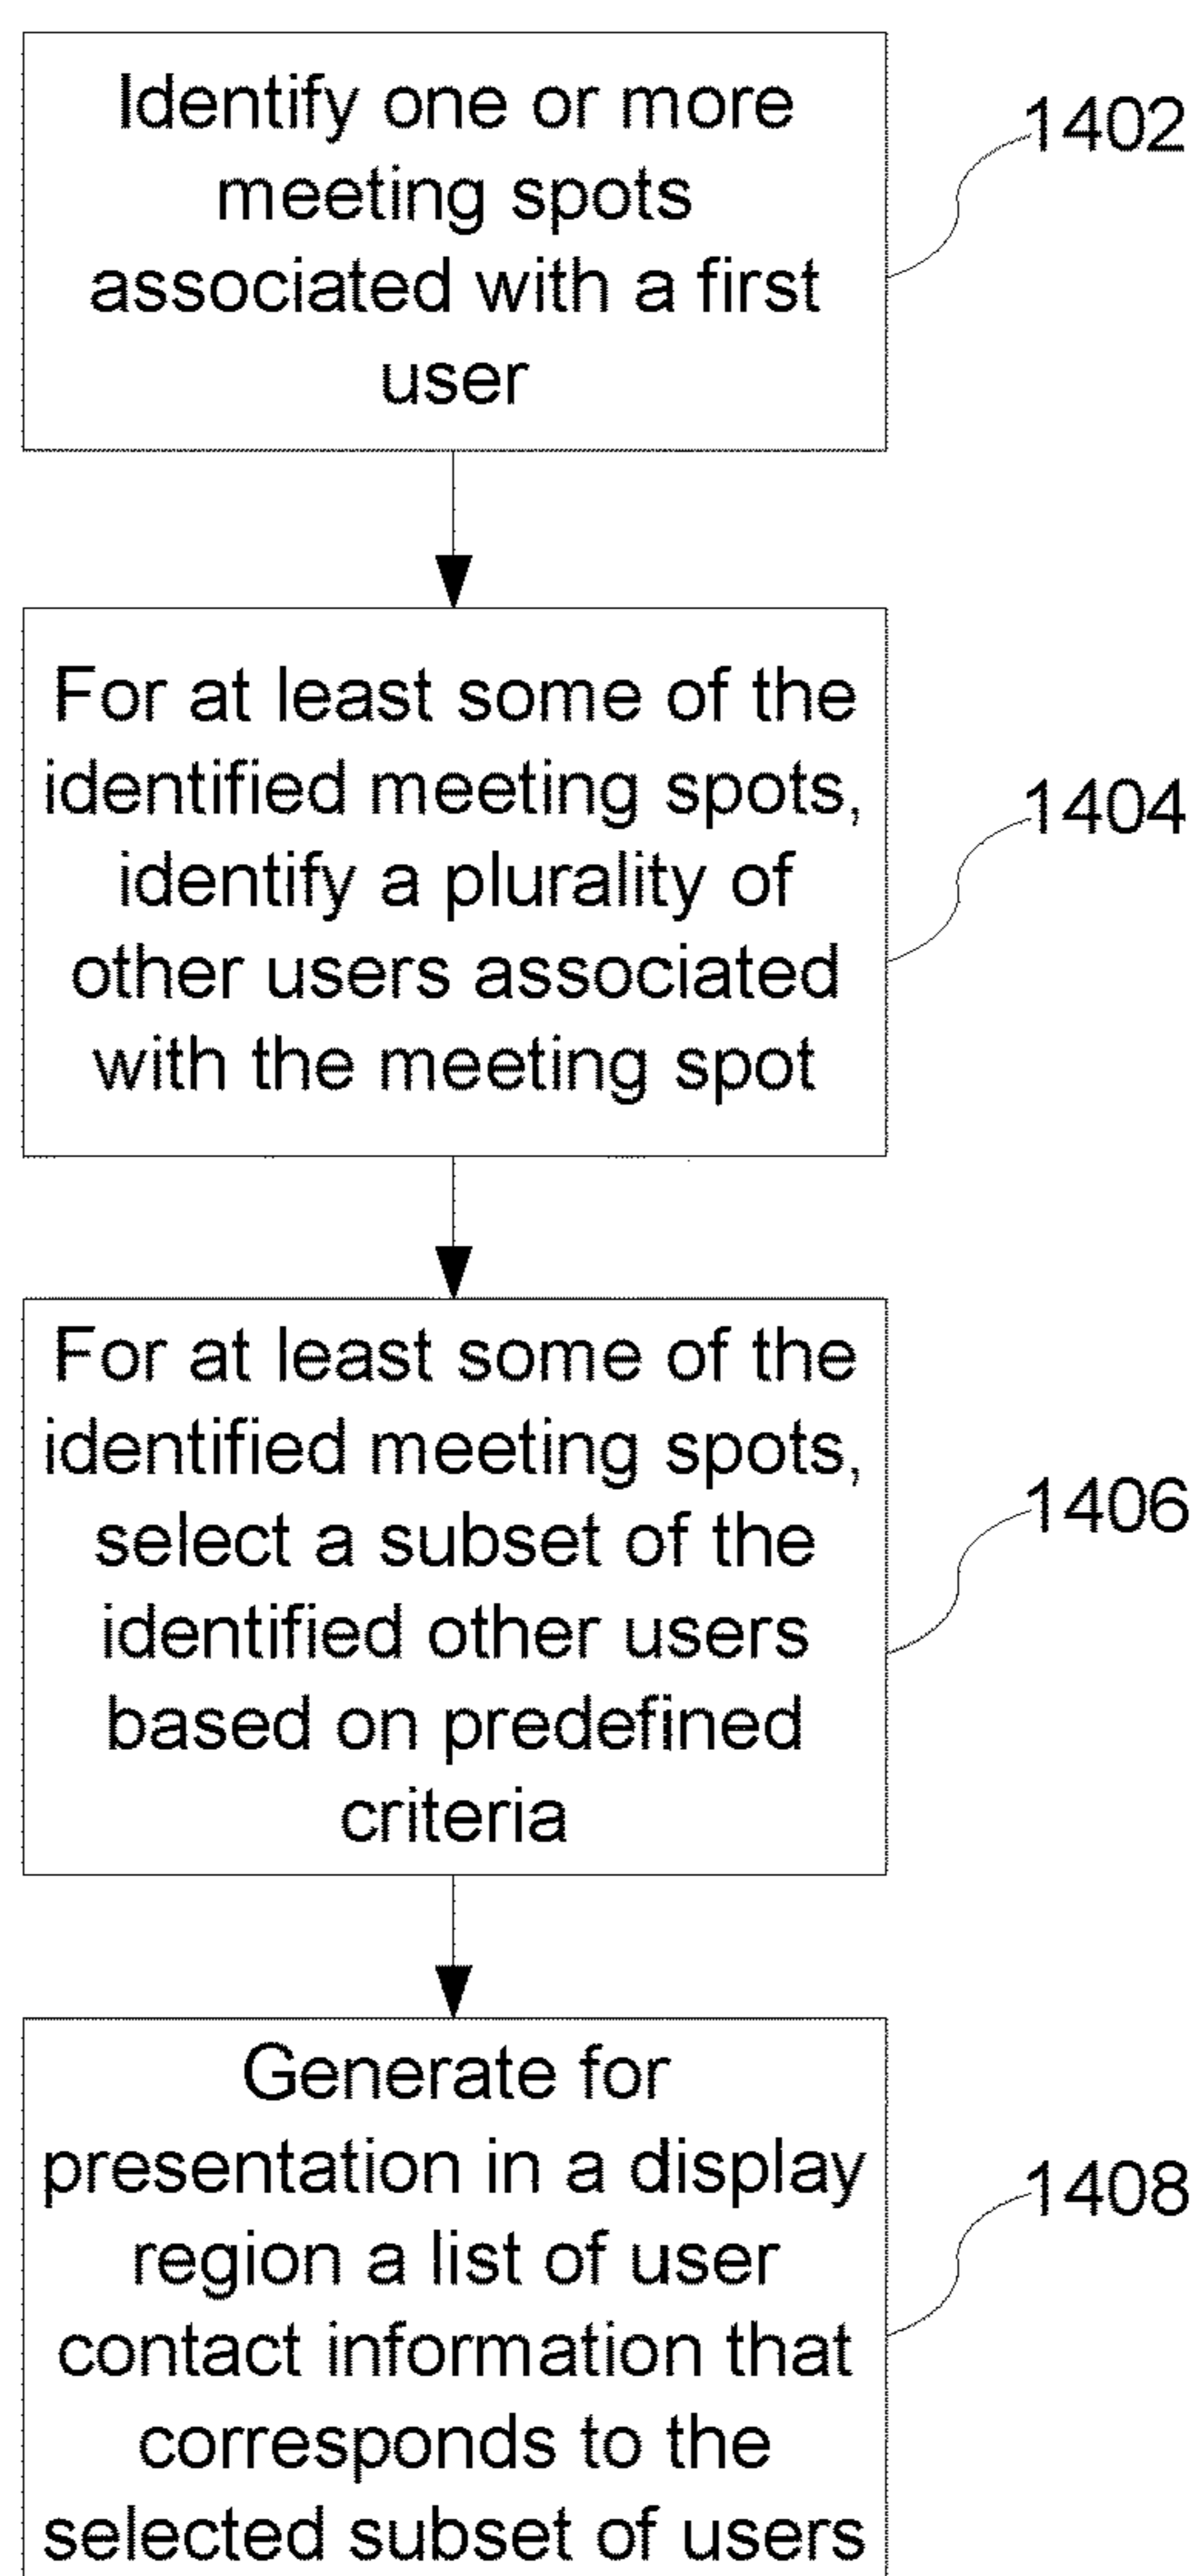 Identify one or more
meeting spots
associated with a first
user
1402
For at least some of the
identified meeting spots,
identify a plurality of
other users associated
with the meeting spot
1404
For at least some of the
identified meeting spots,
select a subset of the
identified other users
based on predefined
criteria
1406
Generate for
presentation in a display
region a list of user
contact information that
corresponds to the
selected subset of users
1408